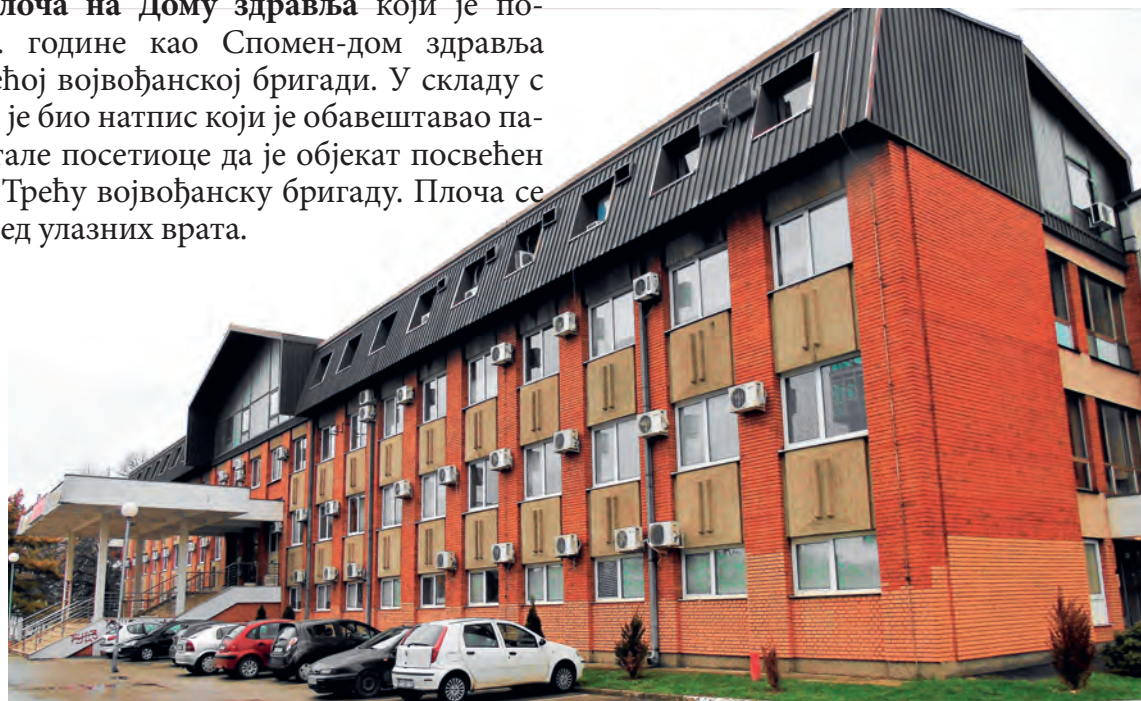 лоча на Дому здравља који је по-
. године као Спомен-дом здравља
ећој војвођанској бригади. У складу с
је био натпис који је обавештавао па-
тале посетиоце да је објекат посвећен
Трећу војвођанску бригаду. Плоча се
ед улазних врата.